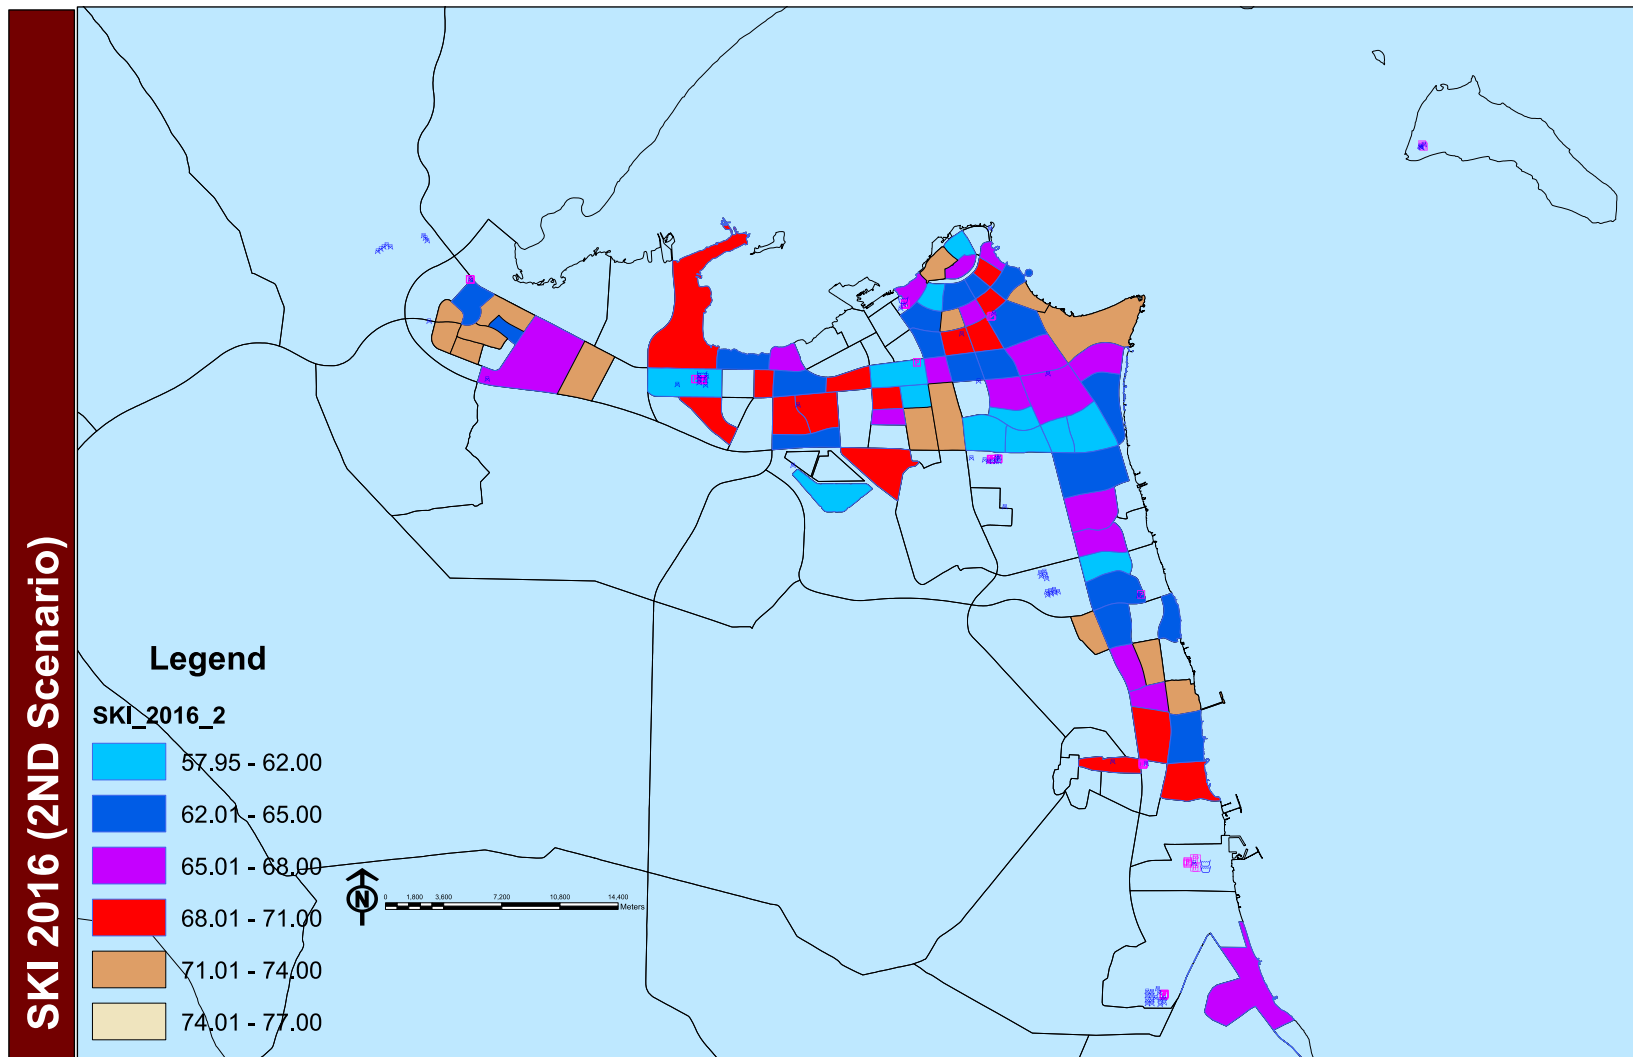 SKI 2016 (2ND Scenario)
Legend
SKI_2016_2
57.95 - 62.00
62.01 - 65.00
65.01 - 68.00
68.01 - 71.00
71.01 - 74.00
74.01 - 77.00
N
0 1,800 3,600 7,200 10,800 14,400
Meters